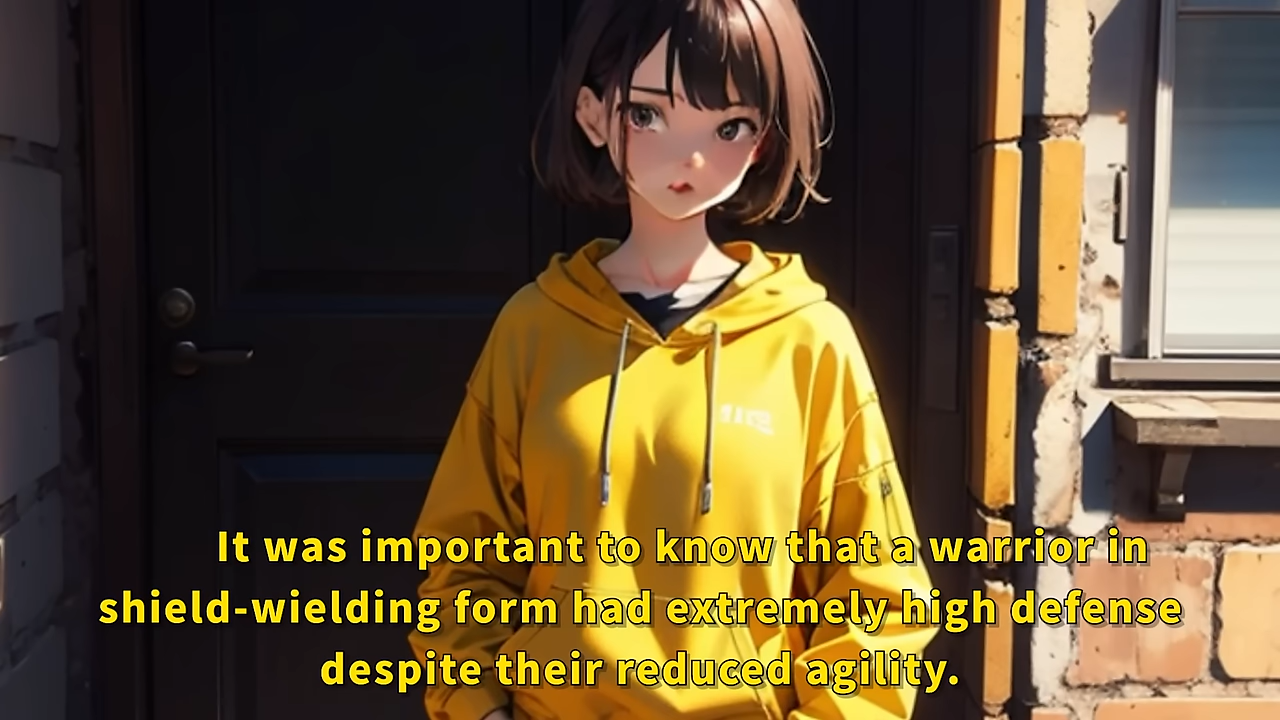 It was important to know that a warrior in
shield-wielding form had extremely high defense
despite their reduced agility.